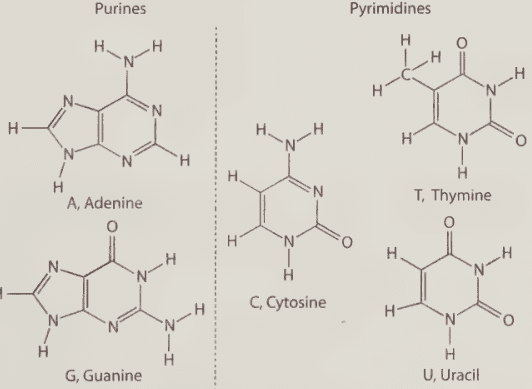 Purines
H H
N
N N
H
N N H
H
A, Adenine
O
N N H
H
N N N H
H H
G, Guanine
Pyrimidines
H H
N
H
N
H N O
H
C, Cytosine
H O
C H
H N H
H N O
H
T, Thymine
O
H N H
H N O
H
U, Uracil